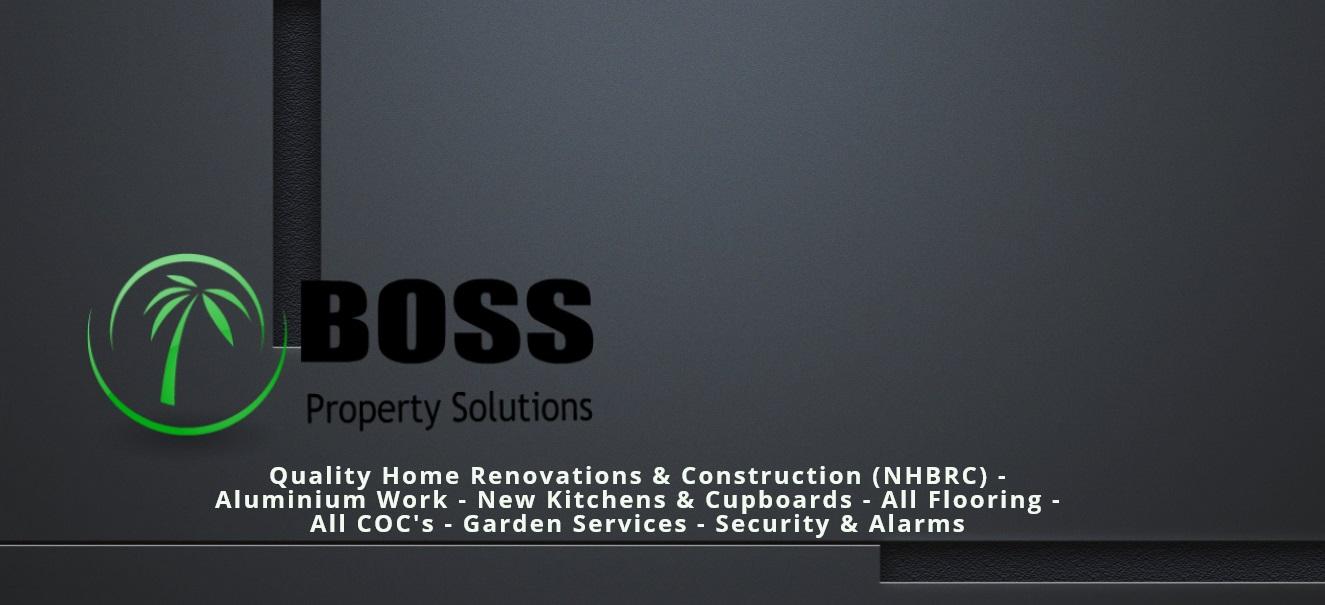 BOSS
Property Solutions
Quality Home Renovations & Construction (NHBRC) -
Aluminium Work - New Kitchens & Cupboards - All Flooring -
All COC's - Garden Services - Security & Alarms